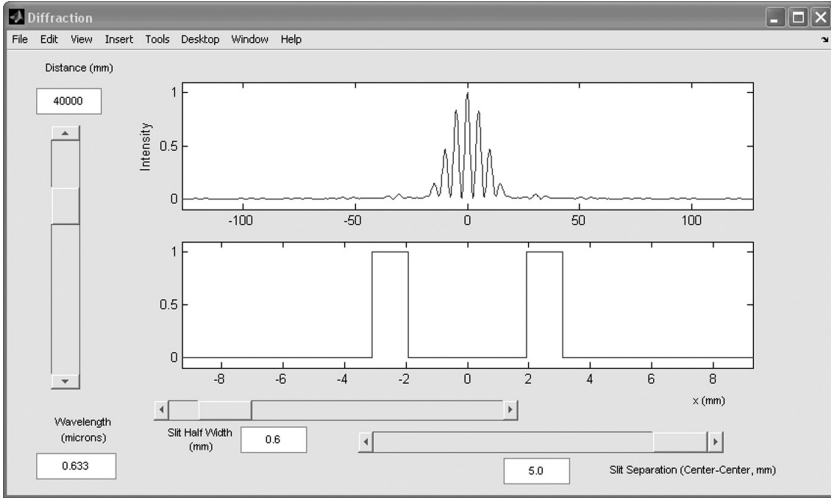 Diffraction
File Edit View Insert Tools Desktop Window Help
Distance (mm)
40000
Intensity
1
0.5
0
-100 -50 0 50 100
1
0.5
0
-8 -6 -4 -2 0 2 4 6 8
x (mm)
Wavelength
(microns)
0.633
Slit Half Width
(mm)
0.6
5.0
Slit Separation (Center-Center, mm)